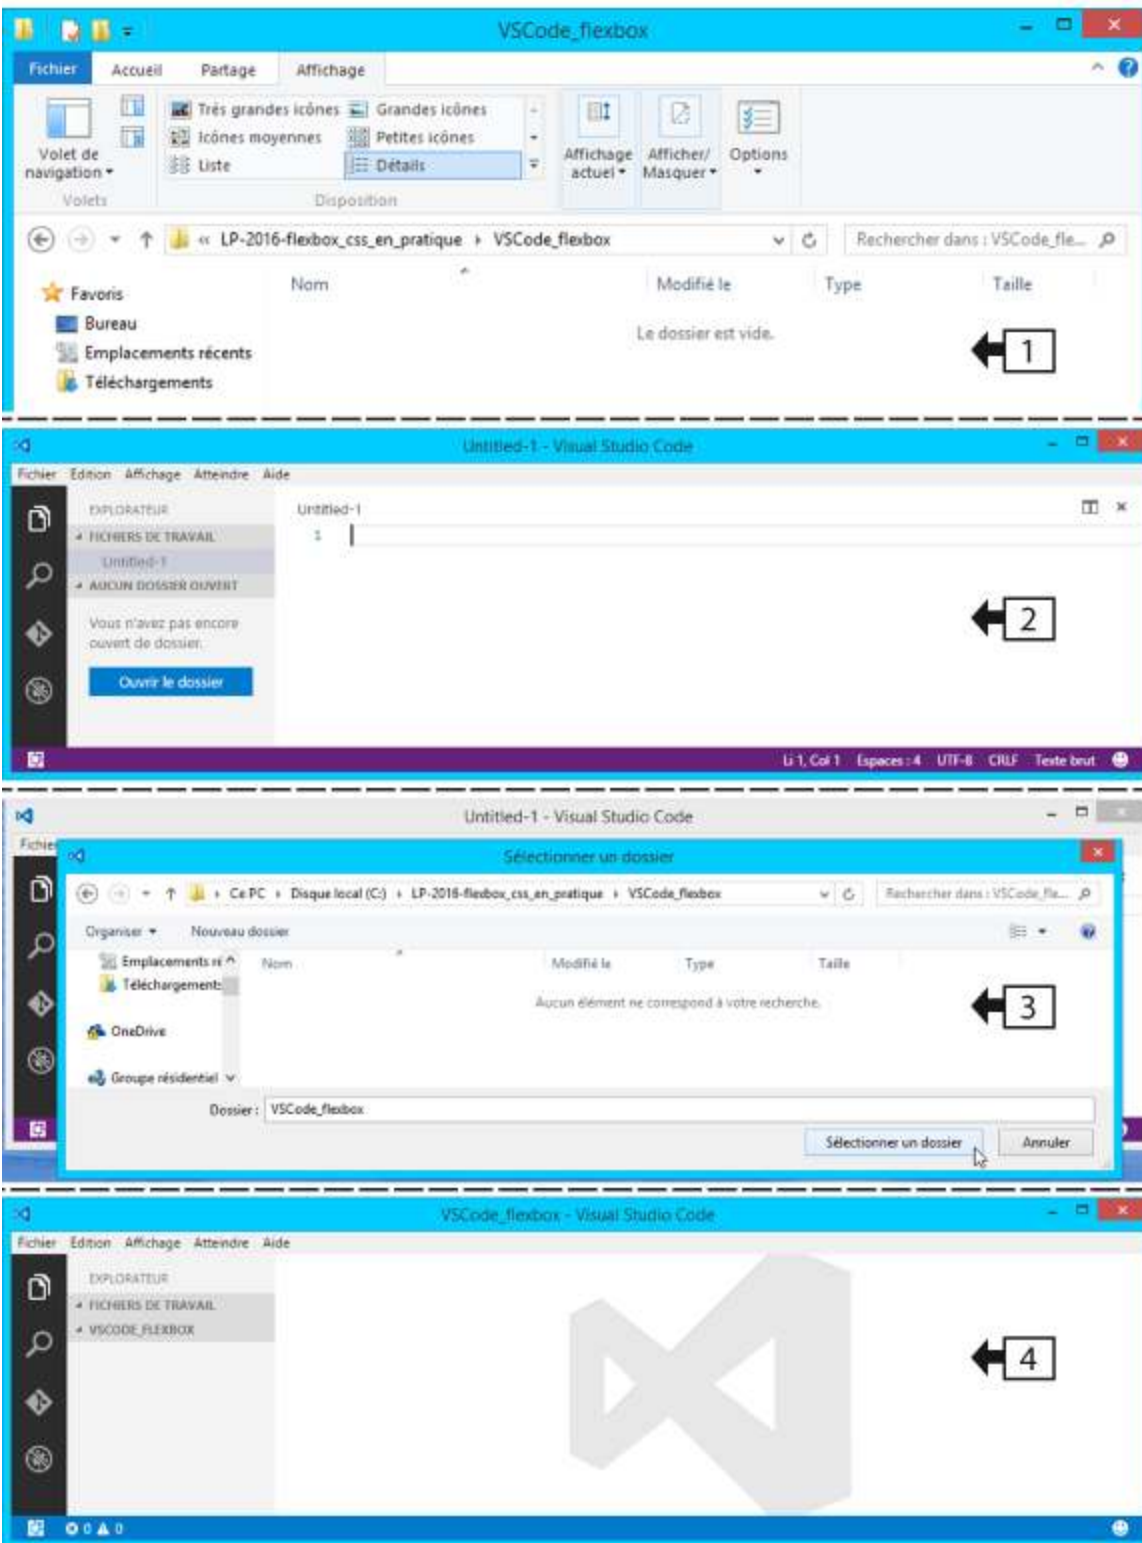 VSCode_flexbox
Fichier Accueil Partage Affichage
Très grandes icônes Grandes icônes
Icônes moyennes Petites icônes
Liste Détails
Volet de navigation
Affichage actuel Afficher/ Masquer Options
Volets Disposition
« LP-2016-flexbox_css_en_pratique VSCode_flexbox Rechercher dans : VSCode_fle...
Nom Modifié le Type Taille
Favoris
Bureau
Le dossier est vide.
Emplacements récents
1
Téléchargements
Untitled-1 - Visual Studio Code
Fichier Edition Affichage Atteindre Aide
EXPLORATEUR Untitled-1
FICHIERS DE TRAVAIL 1
Untitled-1
AUCUN DOSSIER OUVERT
Vous n'avez pas encore
ouvert de dossier.
2
Ouvrir le dossier
Li 1, Col 1 Espaces : 4 UTF-8 CRLF Texte brut
Untitled-1 - Visual Studio Code
Fichier
Sélectionner un dossier
Ce PC Disque local (C:) LP-2016-flexbox_css_en_pratique VSCode_flexbox Rechercher dans : VSCode_fle...
Organiser Nouveau dossier
Emplacements ré Nom Modifié le Type Taille
Téléchargements
Aucun élément ne correspond à votre recherche.
3
OneDrive
Groupe résidentiel
Dossier : VSCode_flexbox
Sélectionner un dossier Annuler
VSCode_flexbox - Visual Studio Code
Fichier Edition Affichage Atteindre Aide
EXPLORATEUR
FICHIERS DE TRAVAIL
VSCODE_FLEXBOX
4
0 0